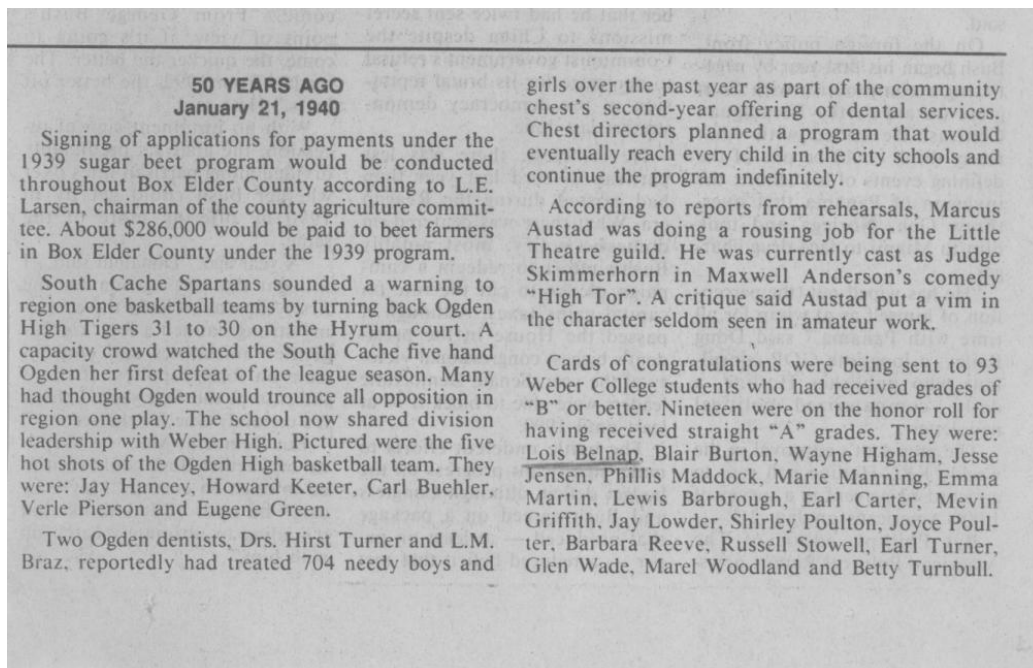 50 YEARS AGO
January 21, 1940
Signing of applications for payments under the
1939 sugar beet program would be conducted
throughout Box Elder County according to L.E.
Larsen, chairman of the county agriculture commit-
tee. About $286,000 would be paid to beet farmers
in Box Elder County under the 1939 program.
South Cache Spartans sounded a warning to
region one basketball teams by turning back Ogden
High Tigers 31 to 30 on the Hyrum court. A
capacity crowd watched the South Cache five hand
Ogden her first defeat of the league season. Many
had thought Ogden would trounce all opposition in
region one play. The school now shared division
leadership with Weber High. Pictured were the five
hot shots of the Ogden High basketball team. They
were: Jay Hancey, Howard Keeter, Carl Buehler,
Verle Pierson and Eugene Green.
Two Ogden dentists, Drs. Hirst Turner and L.M.
Braz, reportedly had treated 704 needy boys and
girls over the past year as part of the community
chest's second-year offering of dental services.
Chest directors planned a program that would
eventually reach every child in the city schools and
continue the program indefinitely.
According to reports from rehearsals, Marcus
Austad was doing a rousing job for the Little
Theatre guild. He was currently cast as Judge
Skimmerhorn in Maxwell Anderson's comedy
"High Tor". A critique said Austad put a vim in
the character seldom seen in amateur work.
Cards of congratulations were being sent to 93
Weber College students who had received grades of
"B" or better. Nineteen were on the honor roll for
having received straight "A" grades. They were:
Lois Belnap, Blair Burton, Wayne Higham, Jesse
Jensen, Phillis Maddock, Marie Manning, Emma
Martin, Lewis Barbrough, Earl Carter, Mevin
Griffith, Jay Lowder, Shirley Poulton, Joyce Poul-
ter, Barbara Reeve, Russell Stowell, Earl Turner,
Glen Wade, Marel Woodland and Betty Turnbull.